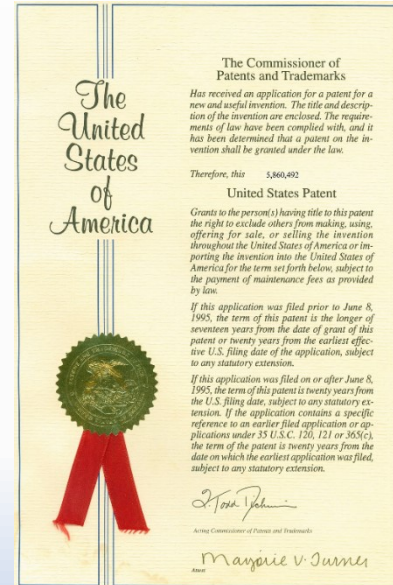 The
United
States
of
America
The Commissioner of
Patents and Trademarks
Has received an application for a patent for a
new and useful invention. The title and descrip-
tion of the invention are enclosed. The require-
ments of law have been complied with, and it
has been determined that a patent on the in-
vention shall be granted under the law.
Therefore, this 5,860,492
United States Patent
Grants to the person(s) having title to this patent
the right to exclude others from making, using,
offering for sale, or selling the invention
throughout the United States of America or im-
porting the invention into the United States of
America for the term set forth below, subject to
the payment of maintenance fees as provided
by law.
If this application was filed prior to June 8,
1995, the term of this patent is the longer of
seventeen years from the date of grant of this
patent or twenty years from the earliest effec-
tive U.S. filing date of the application, subject
to any statutory extension.
If this application was filed on or after June 8,
1995, the term of this patent is twenty years from
the U.S. filing date, subject to any statutory ex-
tension. If the application contains a specific
reference to an earlier filed application or ap-
plications under 35 U.S.C. 120, 121 or 365(c),
the term of the patent is twenty years from the
date on which the earliest application was filed,
subject to any statutory extension.
Acting Commissioner of Patents and Trademarks
Marjorie V. Turner
Attest